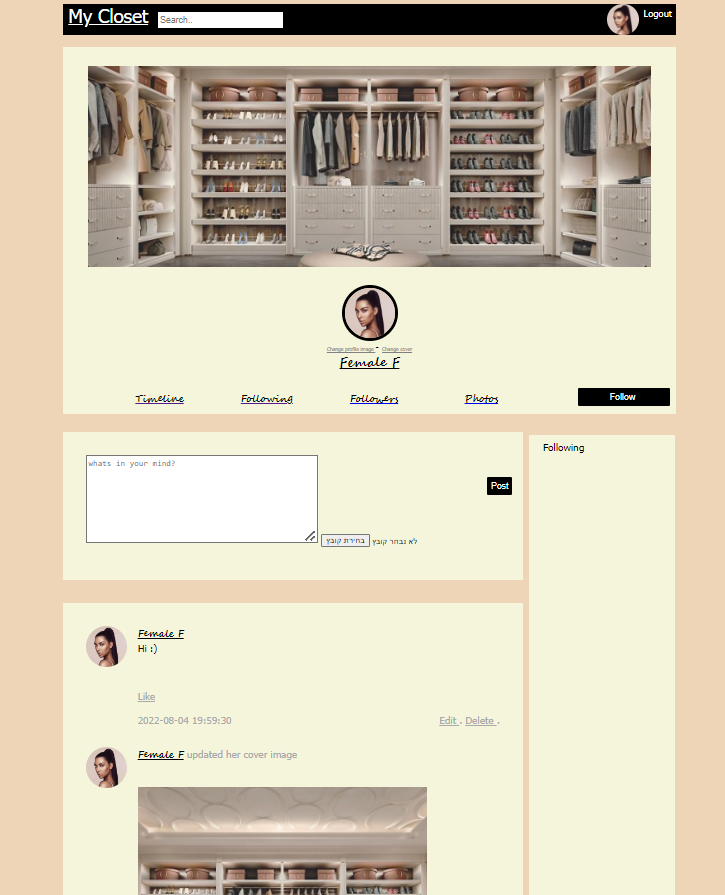 My Closet Search.. Logout
Change profile image - Change cover
Female F
Timeline Following Followers Photos Follow
Following
whats in your mind?
Post
בחירת קובץ לא נבחר קובץ
Female F
Hi :)
Like
2022-08-04 19:59:30 Edit . Delete .
Female F updated her cover image